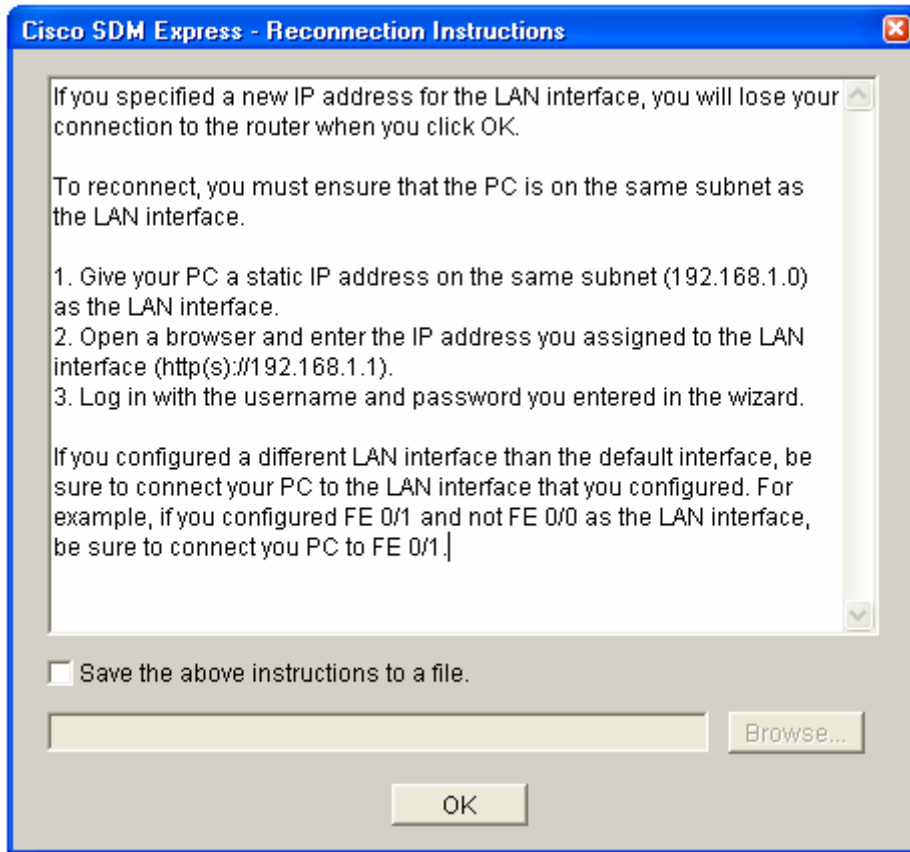 Cisco SDM Express - Reconnection Instructions
If you specified a new IP address for the LAN interface, you will lose your
connection to the router when you click OK.
To reconnect, you must ensure that the PC is on the same subnet as
the LAN interface.
1. Give your PC a static IP address on the same subnet (192.168.1.0)
as the LAN interface.
2. Open a browser and enter the IP address you assigned to the LAN
interface (http(s)://192.168.1.1).
3. Log in with the username and password you entered in the wizard.
If you configured a different LAN interface than the default interface, be
sure to connect your PC to the LAN interface that you configured. For
example, if you configured FE 0/1 and not FE 0/0 as the LAN interface,
be sure to connect you PC to FE 0/1.
Save the above instructions to a file.
Browse...
OK